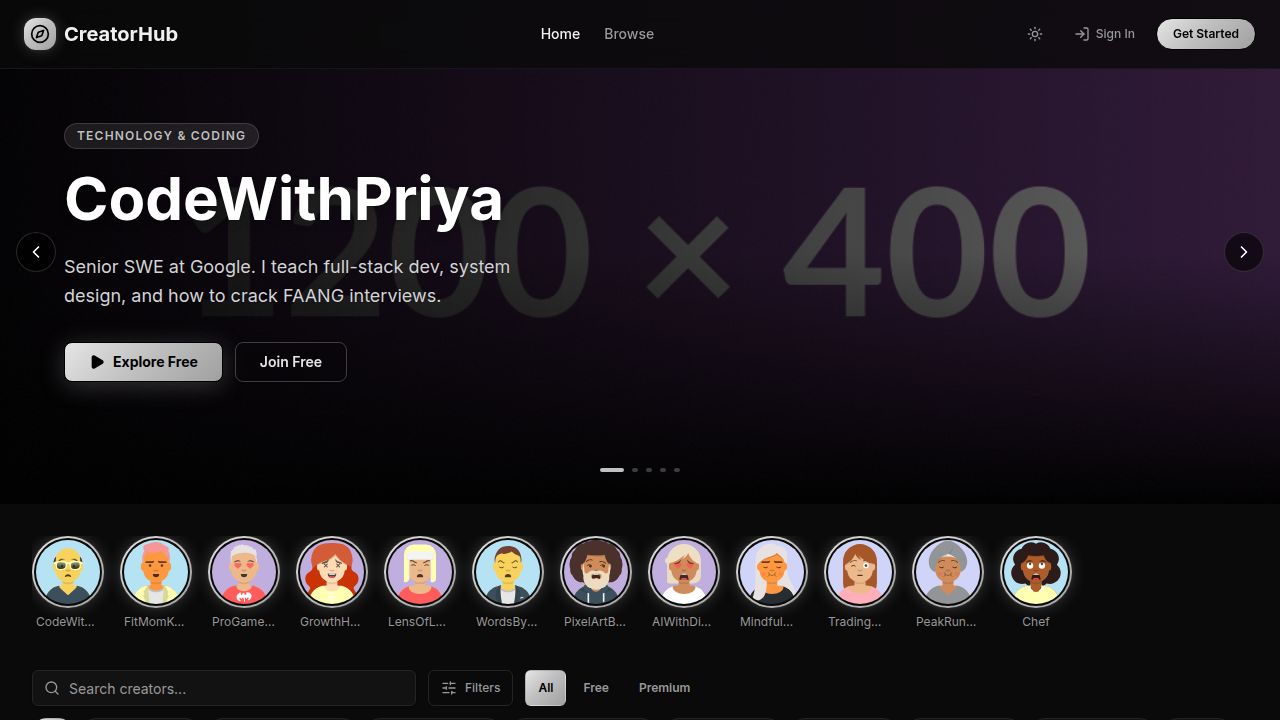 CreatorHub
Home
Browse
Sign In
Get Started
TECHNOLOGY & CODING
CodeWithPriya
1200 × 400
Senior SWE at Google. I teach full-stack dev, system
design, and how to crack FAANG interviews.
Explore Free
Join Free
CodeWit...
FitMomK...
ProGame...
GrowthH...
LensOfL...
WordsBy...
PixelArtB...
AIWithDi...
Mindful...
Trading...
PeakRun...
Chef
Search creators...
Filters
All
Free
Premium